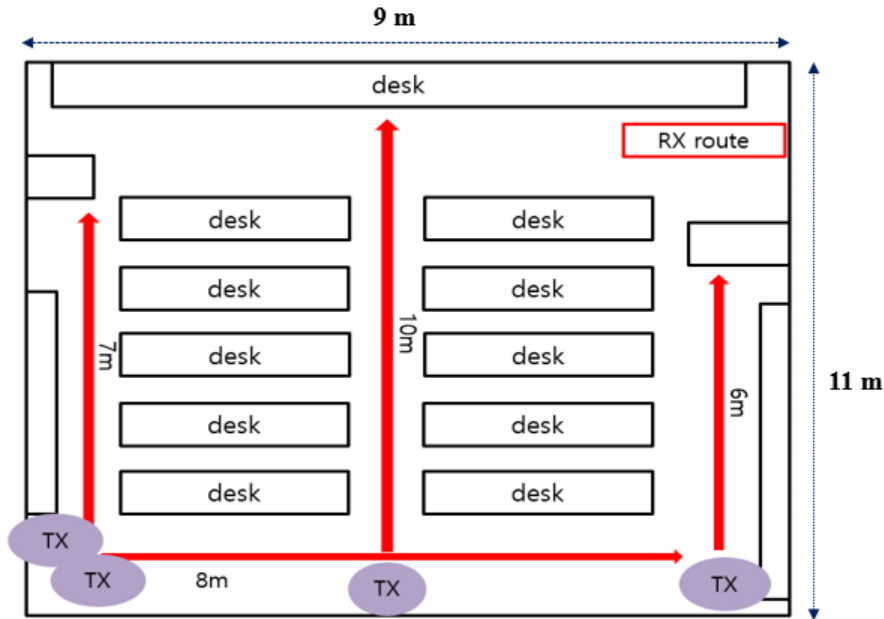 9 m
desk
RX route
desk
desk
desk
desk
10m
7m
desk
desk
11 m
6m
desk
desk
desk
desk
TX
TX
8m
TX
TX